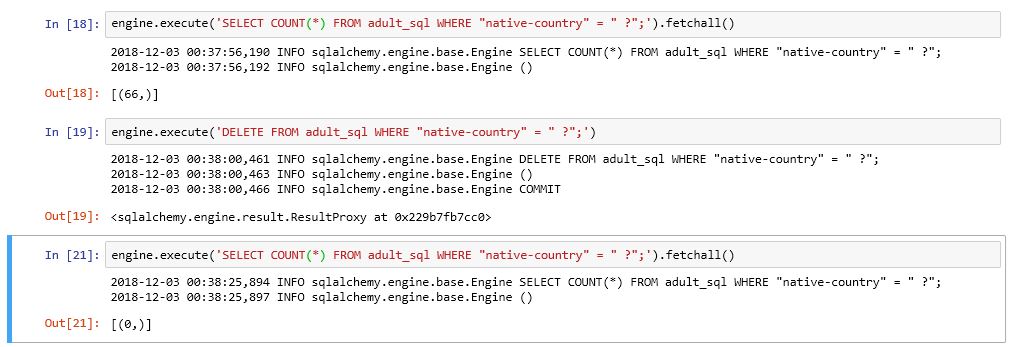 In [18]: engine.execute('SELECT COUNT(*) FROM adult_sql WHERE "native-country" = " ?";').fetchall()
2018-12-03 00:37:56,190 INFO sqlalchemy.engine.base.Engine SELECT COUNT(*) FROM adult_sql WHERE "native-country" = " ?";
2018-12-03 00:37:56,192 INFO sqlalchemy.engine.base.Engine ()
Out[18]: [(66,)]
In [19]: engine.execute('DELETE FROM adult_sql WHERE "native-country" = " ?";')
2018-12-03 00:38:00,461 INFO sqlalchemy.engine.base.Engine DELETE FROM adult_sql WHERE "native-country" = " ?";
2018-12-03 00:38:00,463 INFO sqlalchemy.engine.base.Engine ()
2018-12-03 00:38:00,466 INFO sqlalchemy.engine.base.Engine COMMIT
Out[19]: <sqlalchemy.engine.result.ResultProxy at 0x229b7fb7cc0>
In [21]: engine.execute('SELECT COUNT(*) FROM adult_sql WHERE "native-country" = " ?";').fetchall()
2018-12-03 00:38:25,894 INFO sqlalchemy.engine.base.Engine SELECT COUNT(*) FROM adult_sql WHERE "native-country" = " ?";
2018-12-03 00:38:25,897 INFO sqlalchemy.engine.base.Engine ()
Out[21]: [(0,)]